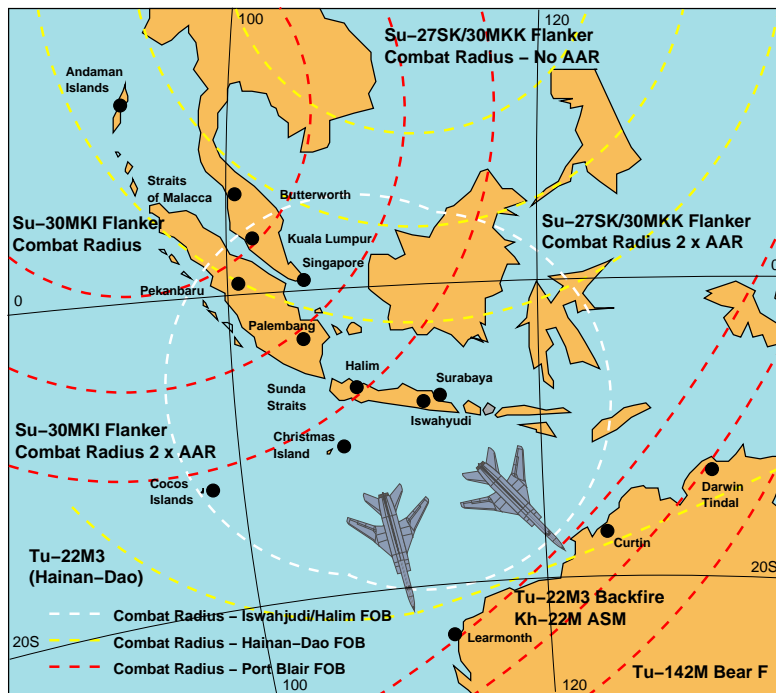 100
120
Su–27SK/30MKK Flanker
Combat Radius – No AAR
Andaman
Islands
Straits
of Malacca
Butterworth
Su–30MKI Flanker
Combat Radius
Su–27SK/30MKK Flanker
Combat Radius 2 x AAR
Kuala Lumpur
Singapore
0
0
Pekanbaru
Palembang
Halim
Surabaya
Sunda
Straits
Iswahyudi
Su–30MKI Flanker
Combat Radius 2 x AAR
Christmas
Island
Cocos
Islands
Darwin
Tindal
Curtin
Tu–22M3
(Hainan–Dao)
20S
Tu–22M3 Backfire
Kh–22M ASM
Combat Radius – Iswahjudi/Halim FOB
Learmonth
20S
Combat Radius – Hainan–Dao FOB
Combat Radius – Port Blair FOB
Tu–142M Bear F
100
120